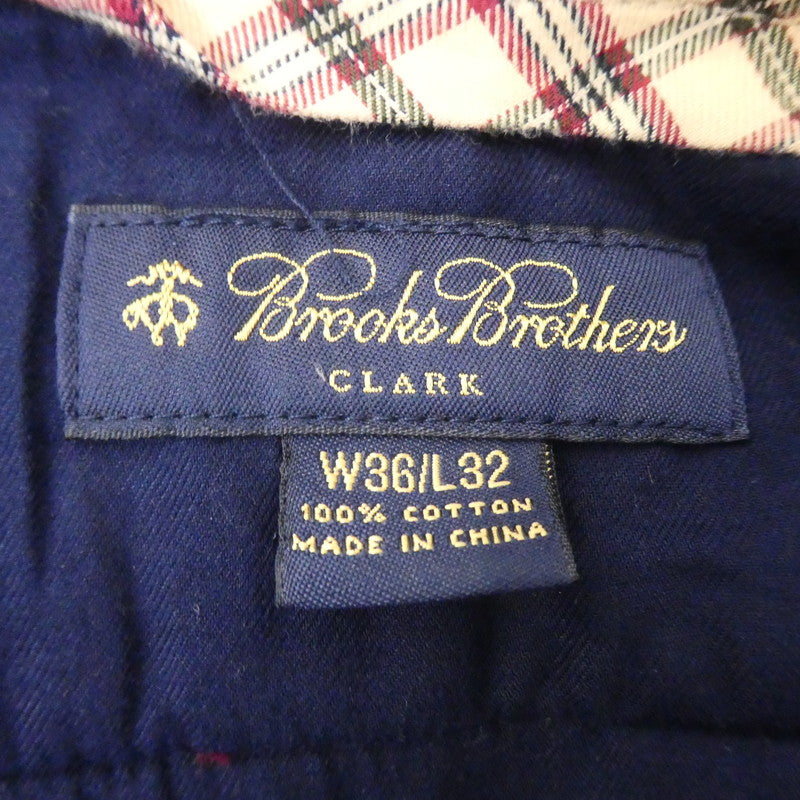 Brooks Brothers
CLARK
W36/L32
100% COTTON
MADE IN CHINA